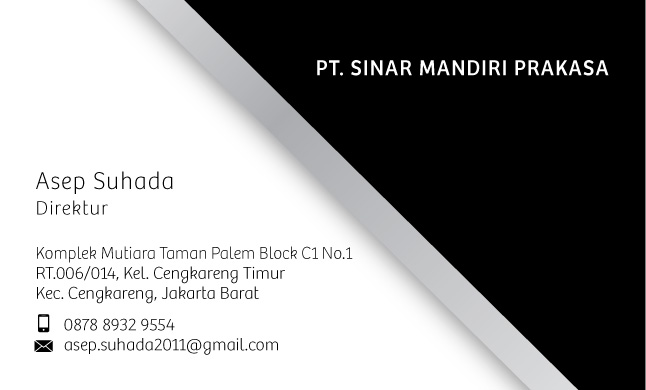 PT. SINAR MANDIRI PRAKASA
Asep Suhada
Direktur
Komplek Mutiara Taman Palem Block C1 No.1
RT.006/014, Kel. Cengkareng Timur
Kec. Cengkareng, Jakarta Barat
0878 8932 9554
asep.suhada2011@gmail.com